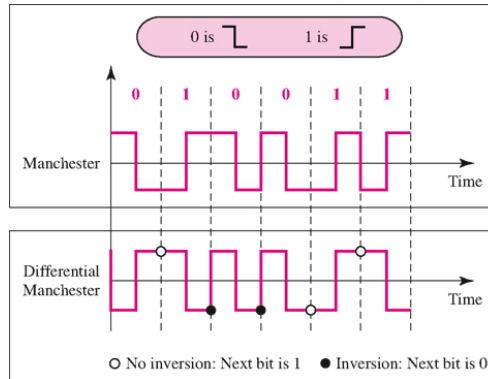 0 is 1 is
0 1 0 0 1 1
Manchester
Time
Differential
Manchester
Time
No inversion: Next bit is 1 Inversion: Next bit is 0